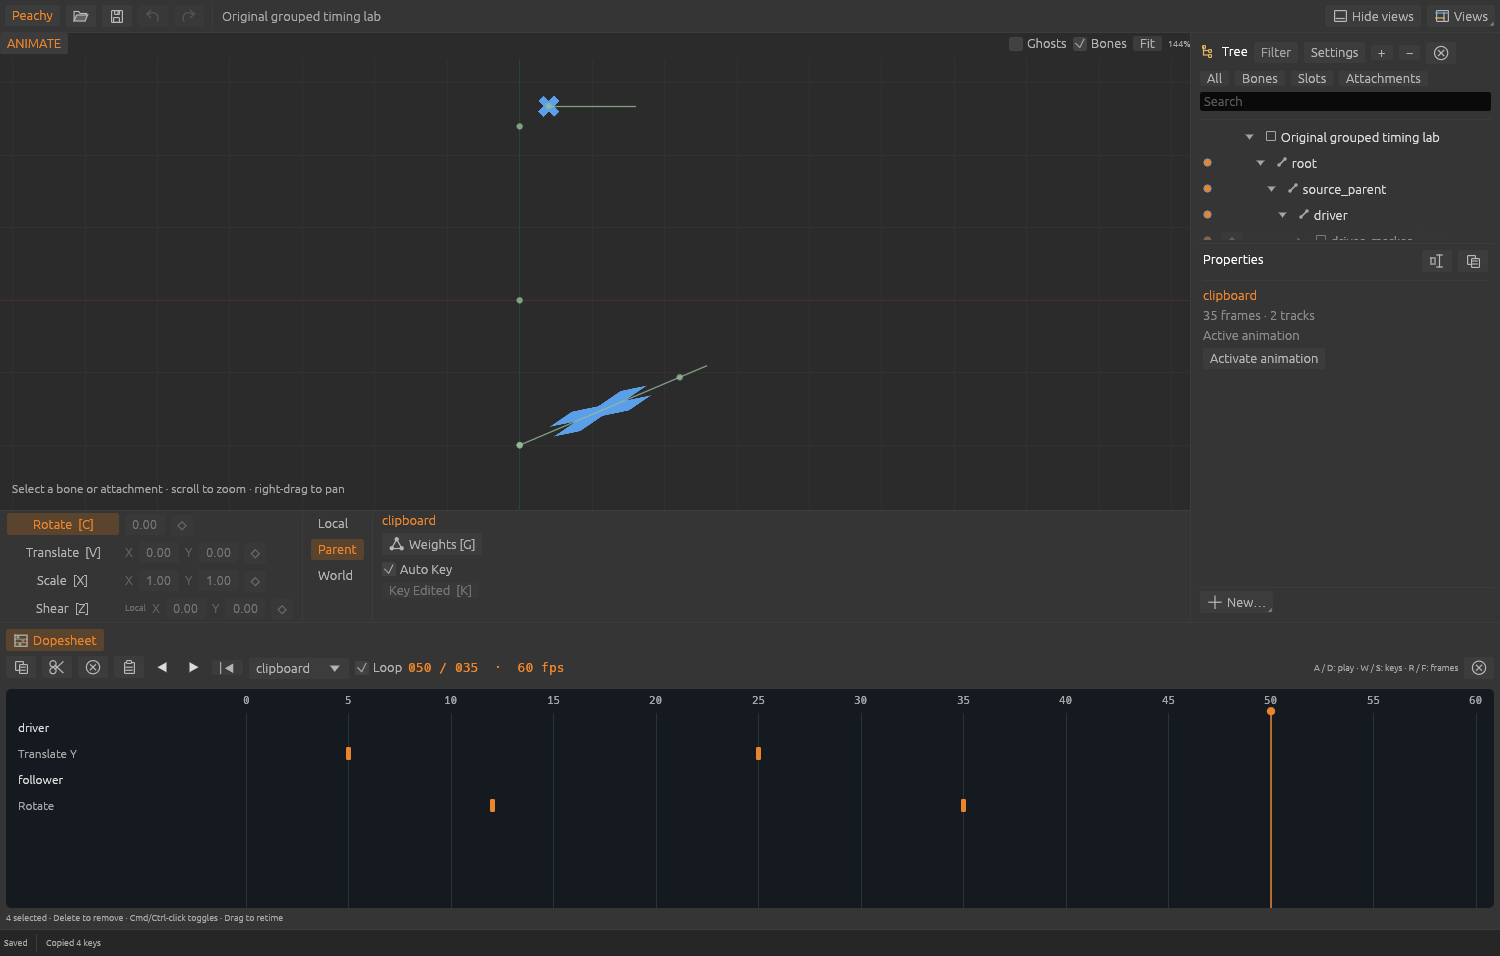 Peachy Original grouped timing lab Hide views Views
ANIMATE Ghosts Bones Fit 144%
Tree Filter Settings + −
All Bones Slots Attachments
Search
Original grouped timing lab
root
source_parent
driver
Properties
clipboard
35 frames · 2 tracks
Active animation
Activate animation
Select a bone or attachment · scroll to zoom · right-drag to pan
Rotate [C] 0.00 Local clipboard
Translate [V] X 0.00 Y 0.00 Parent Weights [G]
Scale [X] X 1.00 Y 1.00 World Auto Key
Shear [Z] Local X 0.00 Y 0.00 Key Edited [K]
New...
Dopesheet
clipboard Loop 050 / 035 · 60 fps A / D: play · W / S: keys · R / F: frames
0 5 10 15 20 25 30 35 40 45 50 55 60
driver
Translate Y
follower
Rotate
4 selected · Delete to remove · Cmd/Ctrl-click toggles · Drag to retime
Saved Copied 4 keys